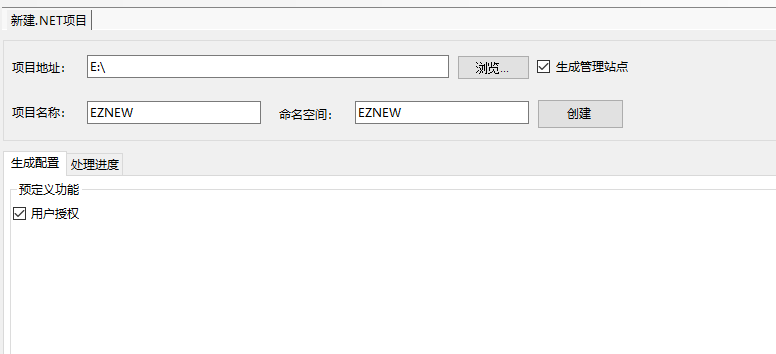 新建.NET项目
项目地址： E:\ 浏览... 生成管理站点
项目名称： EZNEW 命名空间： EZNEW 创建
生成配置 处理进度
预定义功能
用户授权